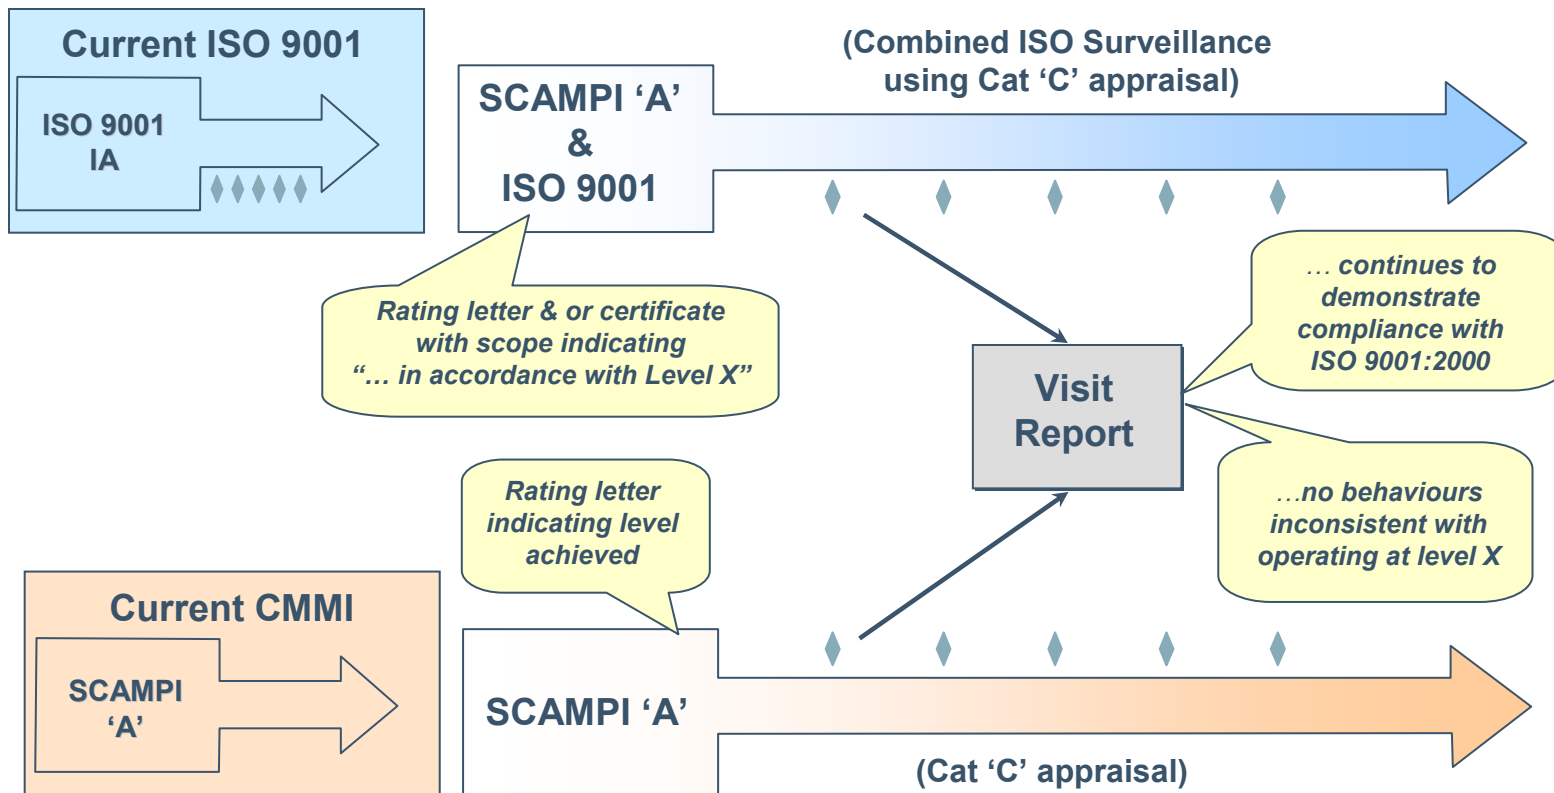 Current ISO 9001
ISO 9001
IA
SCAMPI ‘A’
&
ISO 9001
(Combined ISO Surveillance
using Cat ‘C’ appraisal)
Rating letter & or certificate
with scope indicating
“… in accordance with Level X”
… continues to
demonstrate
compliance with
ISO 9001:2000
Visit
Report
Rating letter
indicating level
achieved
…no behaviours
inconsistent with
operating at level X
Current CMMI
SCAMPI
‘A’
SCAMPI ‘A’
(Cat ‘C’ appraisal)